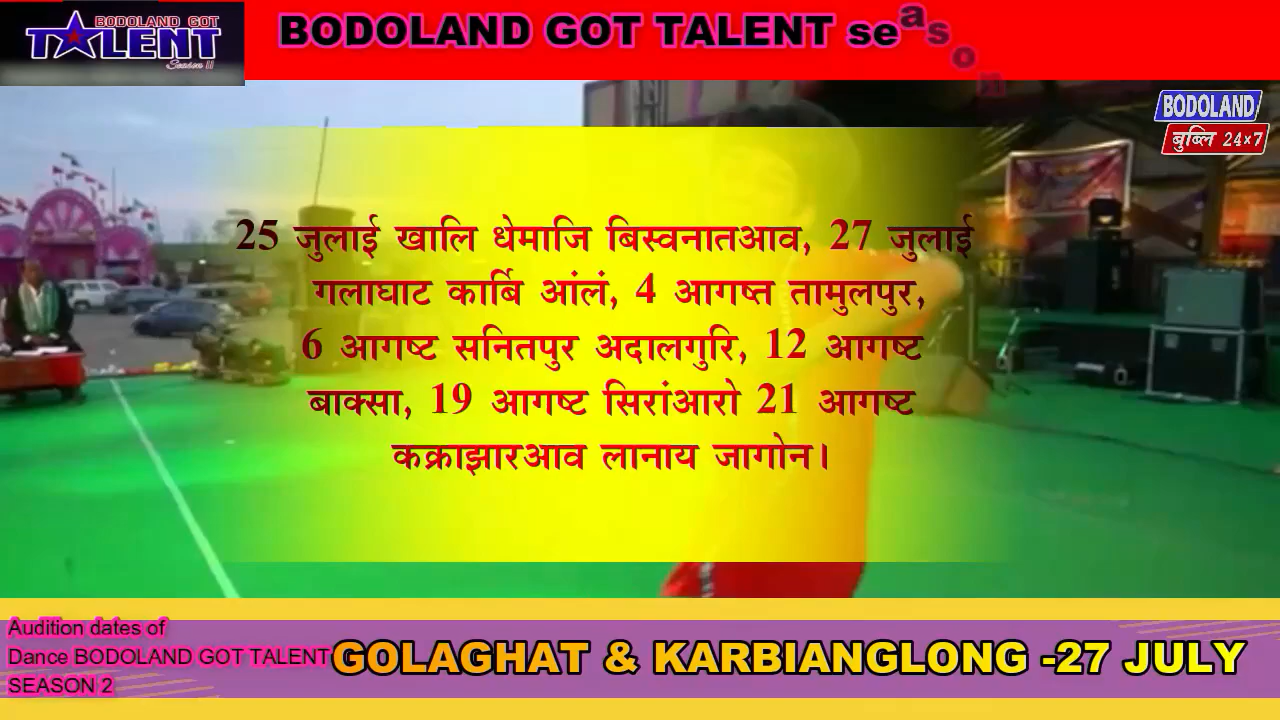 BODOLAND GOT
TALENT
Season II
BODOLAND GOT TALENT season
BODOLAND
बुब्लि 24×7
25 जुलाई खालि धेमाजि बिस्वनातआव, 27 जुलाई
गलाघाट कार्बि आंलं, 4 आगष्त तामुलपुर,
6 आगष्ट सनितपुर अदालगुरि, 12 आगष्ट
बाक्सा, 19 आगष्ट सिरांआरो 21 आगष्ट
कक्राझारआव लानाय जागोन।
Audition dates of
Dance BODOLAND GOT TALENT
SEASON 2
GOLAGHAT & KARBIANGLONG -27 JULY